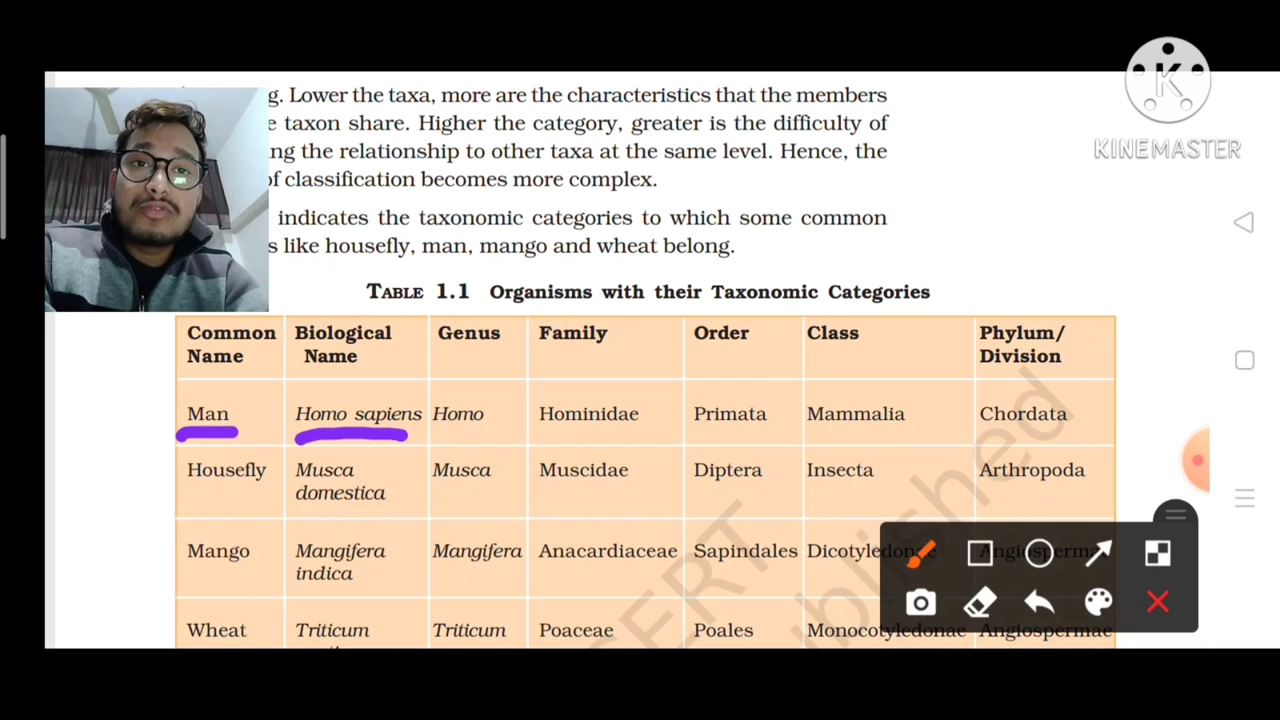 g. Lower the taxa, more are the characteristics that the members
e taxon share. Higher the category, greater is the difficulty of
ng the relationship to other taxa at the same level. Hence, the
of classification becomes more complex.
indicates the taxonomic categories to which some common
s like housefly, man, mango and wheat belong.
K
KINEMASTER
TABLE 1.1 Organisms with their Taxonomic Categories
Common Name Biological Name Genus Family Order Class Phylum/ Division
Man Homo sapiens Homo Hominidae Primata Mammalia Chordata
Housefly Musca domestica Musca Muscidae Diptera Insecta Arthropoda
Mango Mangifera indica Mangifera Anacardiaceae Sapindales Dicotyledonae Angiospermae
Wheat Triticum Triticum Poaceae Poales Monocotyledonae Angiospermae